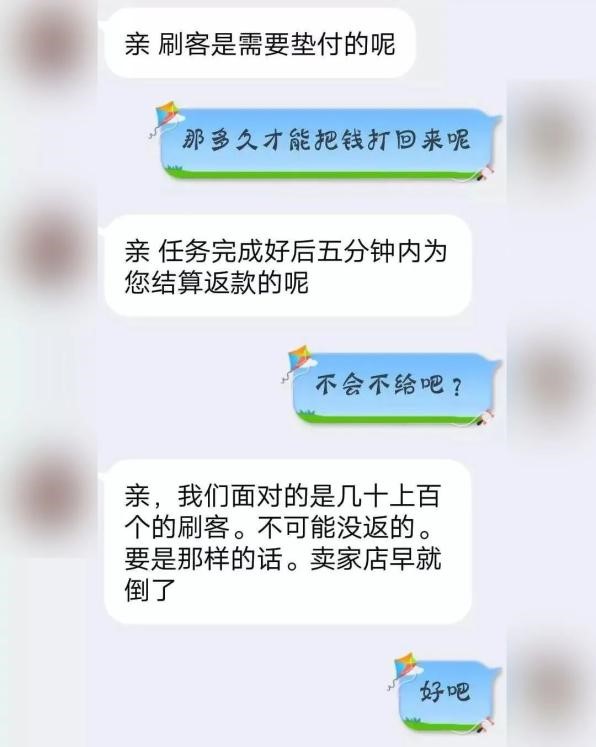 亲 刷客是需要垫付的呢
那多久才能把钱打回来呢
亲 任务完成好后五分钟内为
您结算返款的呢
不会不给吧？
亲，我们面对的是几十上百
个的刷客。不可能没返的。
要是那样的话。卖家店早就
倒了
好吧